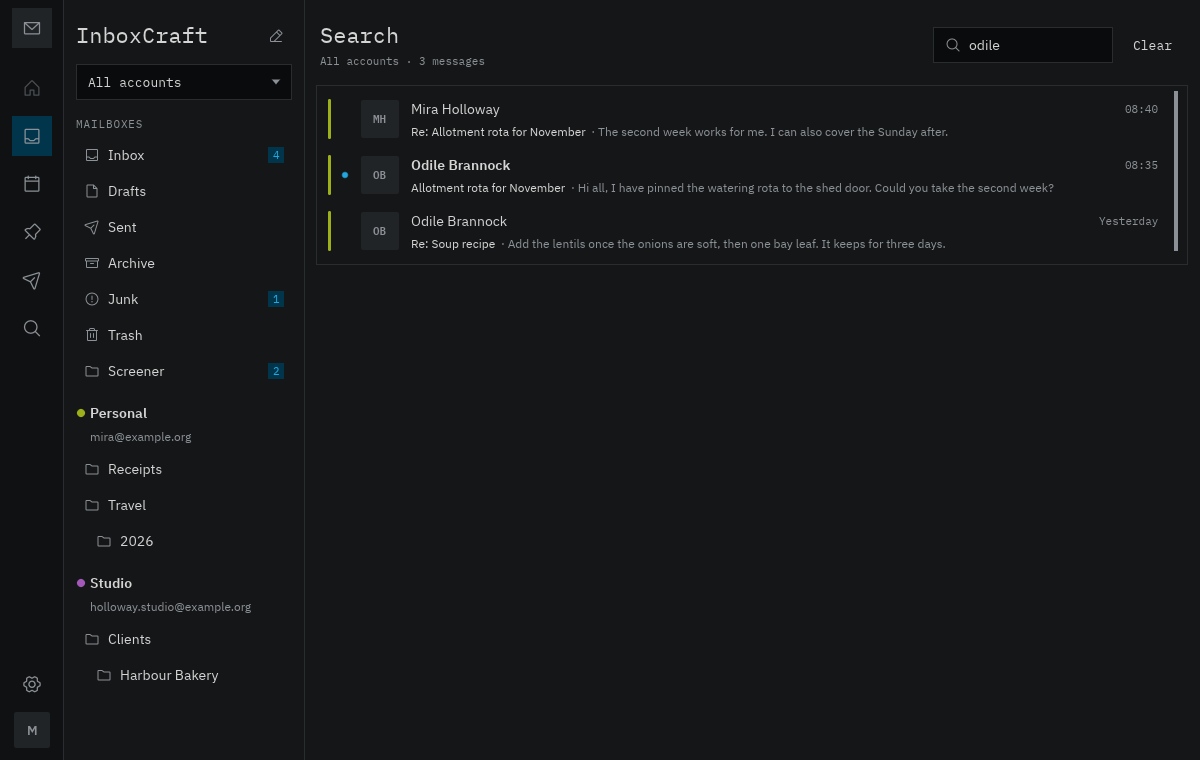 InboxCraft
All accounts
MAILBOXES
Inbox 4
Drafts
Sent
Archive
Junk 1
Trash
Screener 2
Personal
mira@example.org
Receipts
Travel
2026
Studio
holloway.studio@example.org
Clients
Harbour Bakery
M
Search
All accounts · 3 messages
odile
Clear
MH
Mira Holloway 08:40
Re: Allotment rota for November · The second week works for me. I can also cover the Sunday after.
OB
Odile Brannock 08:35
Allotment rota for November · Hi all, I have pinned the watering rota to the shed door. Could you take the second week?
OB
Odile Brannock Yesterday
Re: Soup recipe · Add the lentils once the onions are soft, then one bay leaf. It keeps for three days.